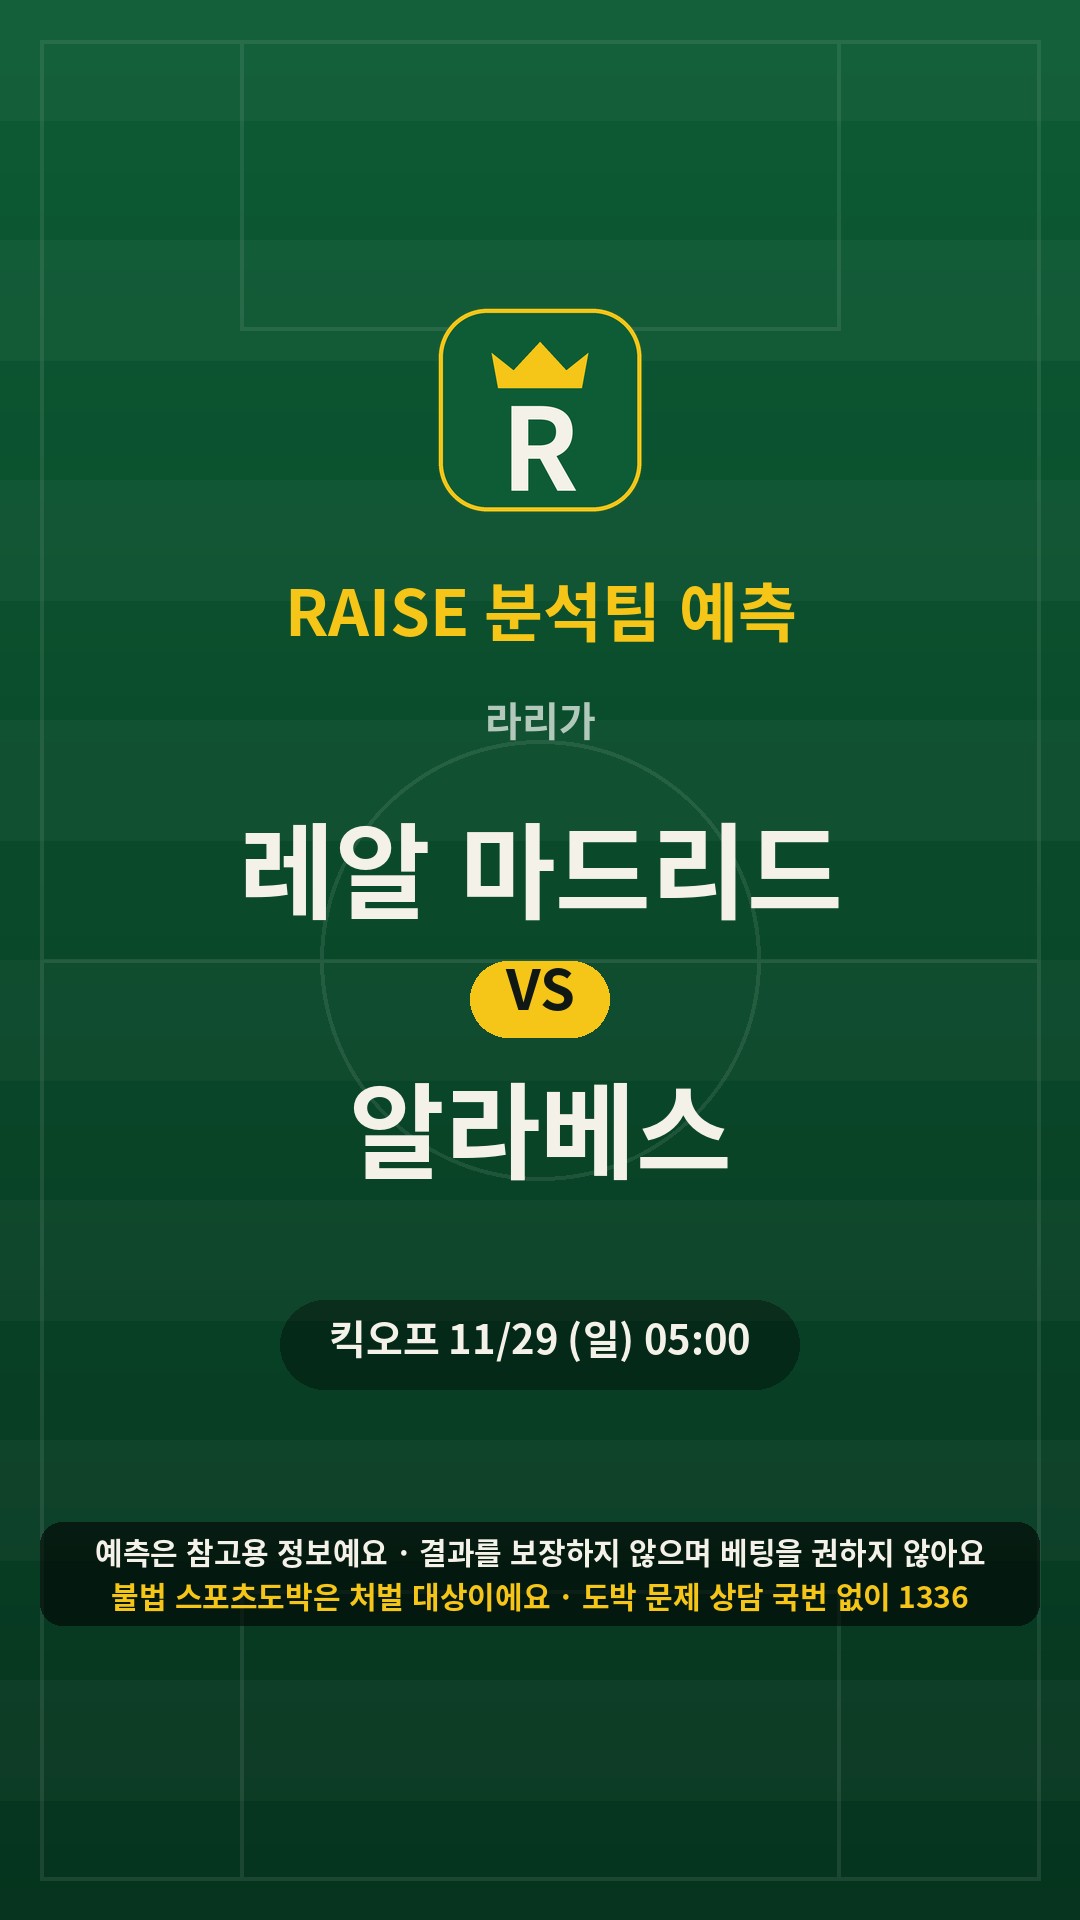 R
RAISE 분석팀 예측
라리가
레알 마드리드
VS
알라베스
킥오프 11/29 (일) 05:00
예측은 참고용 정보예요 · 결과를 보장하지 않으며 베팅을 권하지 않아요
불법 스포츠도박은 처벌 대상이에요 · 도박 문제 상담 국번 없이 1336